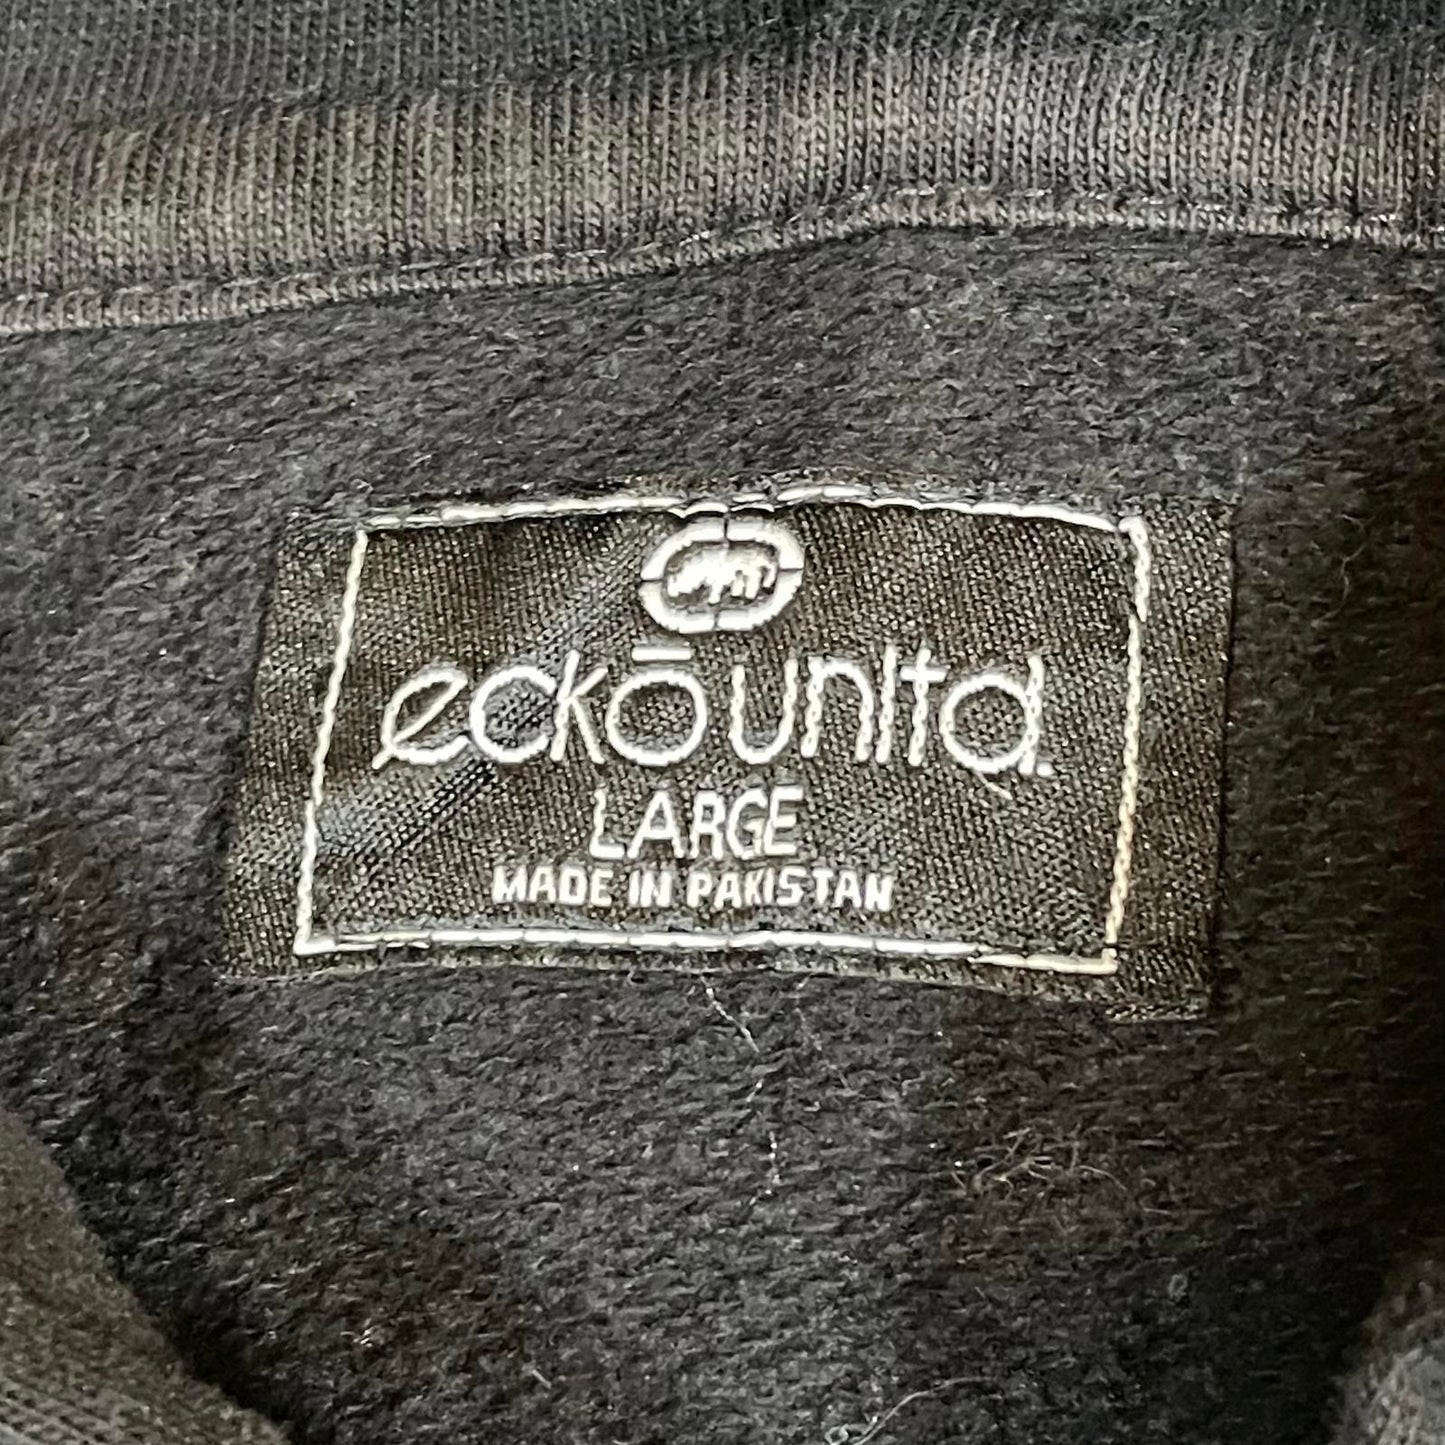 eckō unltd.
LARGE
MADE IN PAKISTAN